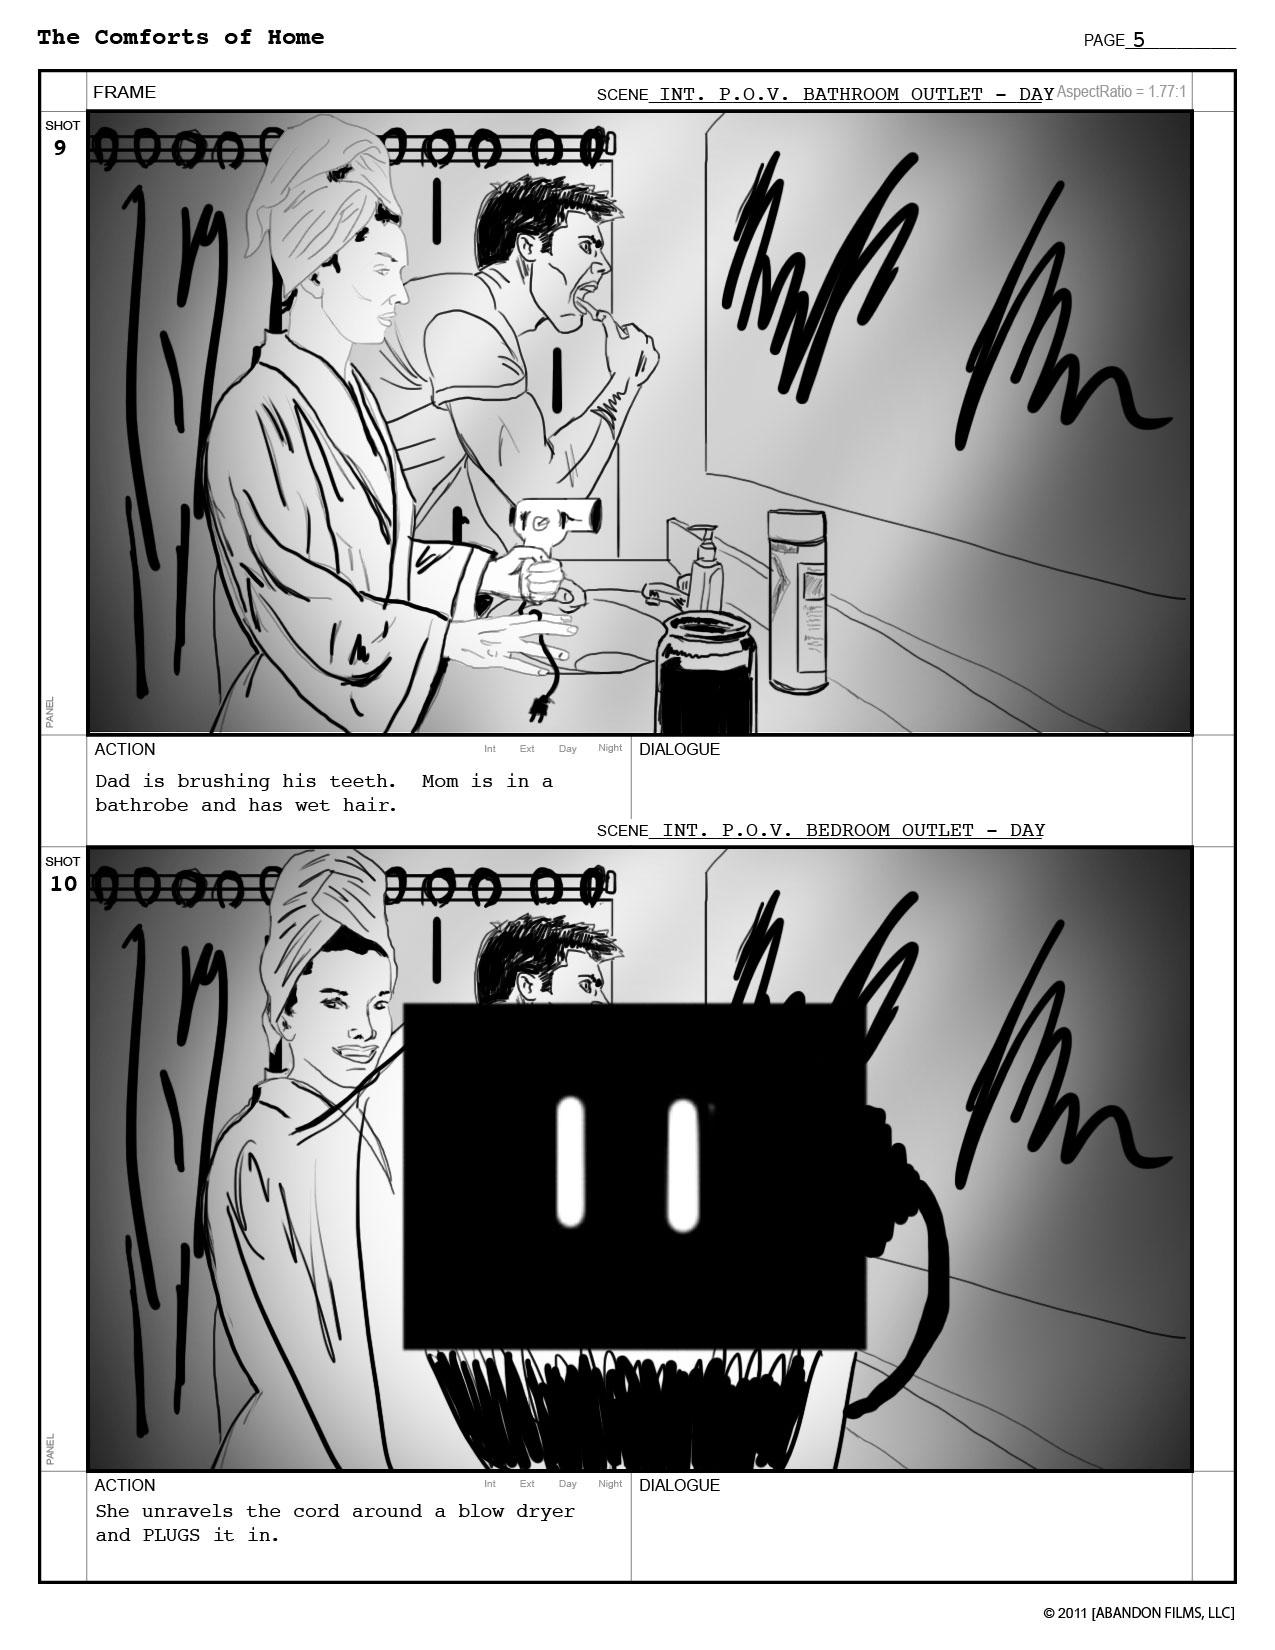 The Comforts of Home
PAGE 5
FRAME
SCENE INT. P.O.V. BATHROOM OUTLET - DAY AspectRatio = 1.77:1
SHOT
9
PANEL
ACTION Int Ext Day Night
Dad is brushing his teeth. Mom is in a
bathrobe and has wet hair.
DIALOGUE
SCENE INT. P.O.V. BEDROOM OUTLET - DAY
SHOT
10
PANEL
ACTION Int Ext Day Night
She unravels the cord around a blow dryer
and PLUGS it in.
DIALOGUE
© 2011 [ABANDON FILMS, LLC]